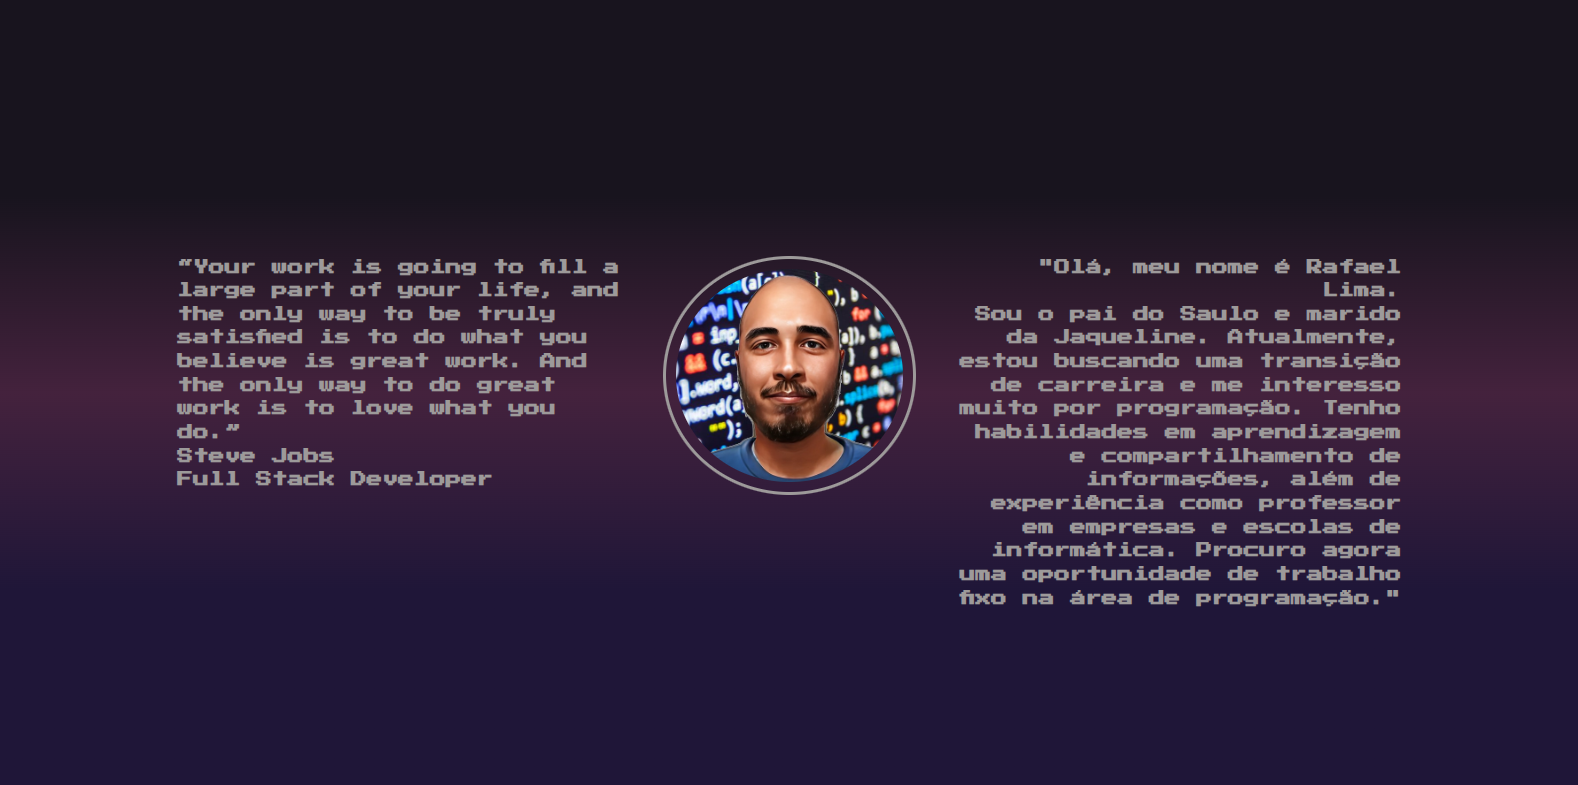 “Your work is going to fill a
large part of your life, and
the only way to be truly
satisfied is to do what you
believe is great work. And
the only way to do great
work is to love what you
do.”
Steve Jobs
Full Stack Developer
(a[c]) }
"\n|\ "), b
for
= inp a[o]), b.
&& (c. a = b
].word, &&
.splice(b,
word(a () {
""); =
"Olá, meu nome é Rafael
Lima.
Sou o pai do Saulo e marido
da Jaqueline. Atualmente,
estou buscando uma transição
de carreira e me interesso
muito por programação. Tenho
habilidades em aprendizagem
e compartilhamento de
informações, além de
experiência como professor
em empresas e escolas de
informática. Procuro agora
uma oportunidade de trabalho
fixo na área de programação."